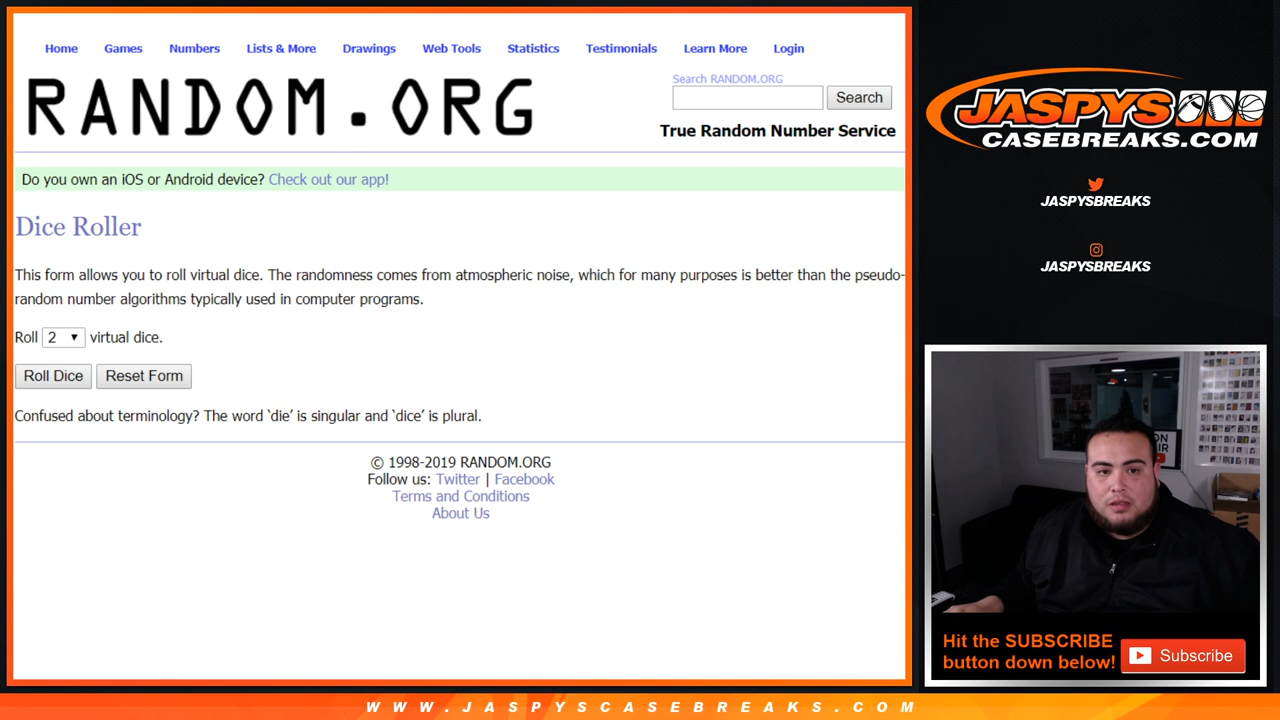 Home Games Numbers Lists & More Drawings Web Tools Statistics Testimonials Learn More Login
RANDOM.ORG
Search RANDOM.ORG
Search
True Random Number Service
Do you own an iOS or Android device? Check out our app!
Dice Roller
This form allows you to roll virtual dice. The randomness comes from atmospheric noise, which for many purposes is better than the pseudo-
random number algorithms typically used in computer programs.
Roll 2 virtual dice.
Roll Dice Reset Form
Confused about terminology? The word ‘die’ is singular and ‘dice’ is plural.
© 1998-2019 RANDOM.ORG
Follow us: Twitter | Facebook
Terms and Conditions
About Us
JASPYS
CASEBREAKS.COM
JASPYSBREAKS
JASPYSBREAKS
Hit the SUBSCRIBE
button down below!
Subscribe
WWW.JASPYSCASEBREAKS.COM